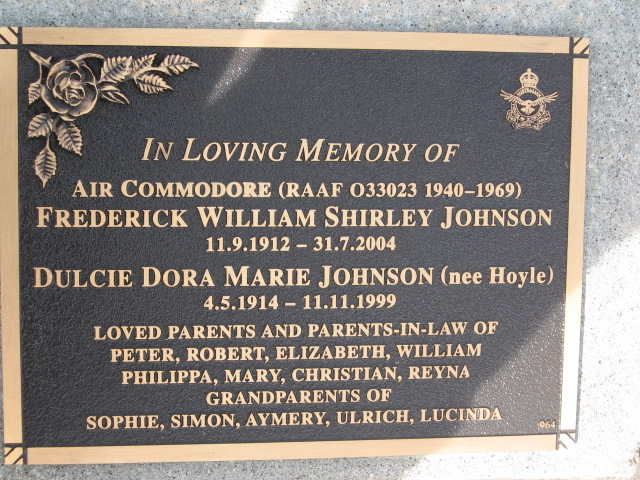 IN LOVING MEMORY OF
AIR COMMODORE (RAAF O33023 1940–1969)
FREDERICK WILLIAM SHIRLEY JOHNSON
11.9.1912 – 31.7.2004
DULCIE DORA MARIE JOHNSON (nee Hoyle)
4.5.1914 – 11.11.1999
LOVED PARENTS AND PARENTS-IN-LAW OF
PETER, ROBERT, ELIZABETH, WILLIAM
PHILIPPA, MARY, CHRISTIAN, REYNA
GRANDPARENTS OF
SOPHIE, SIMON, AYMERY, ULRICH, LUCINDA
964